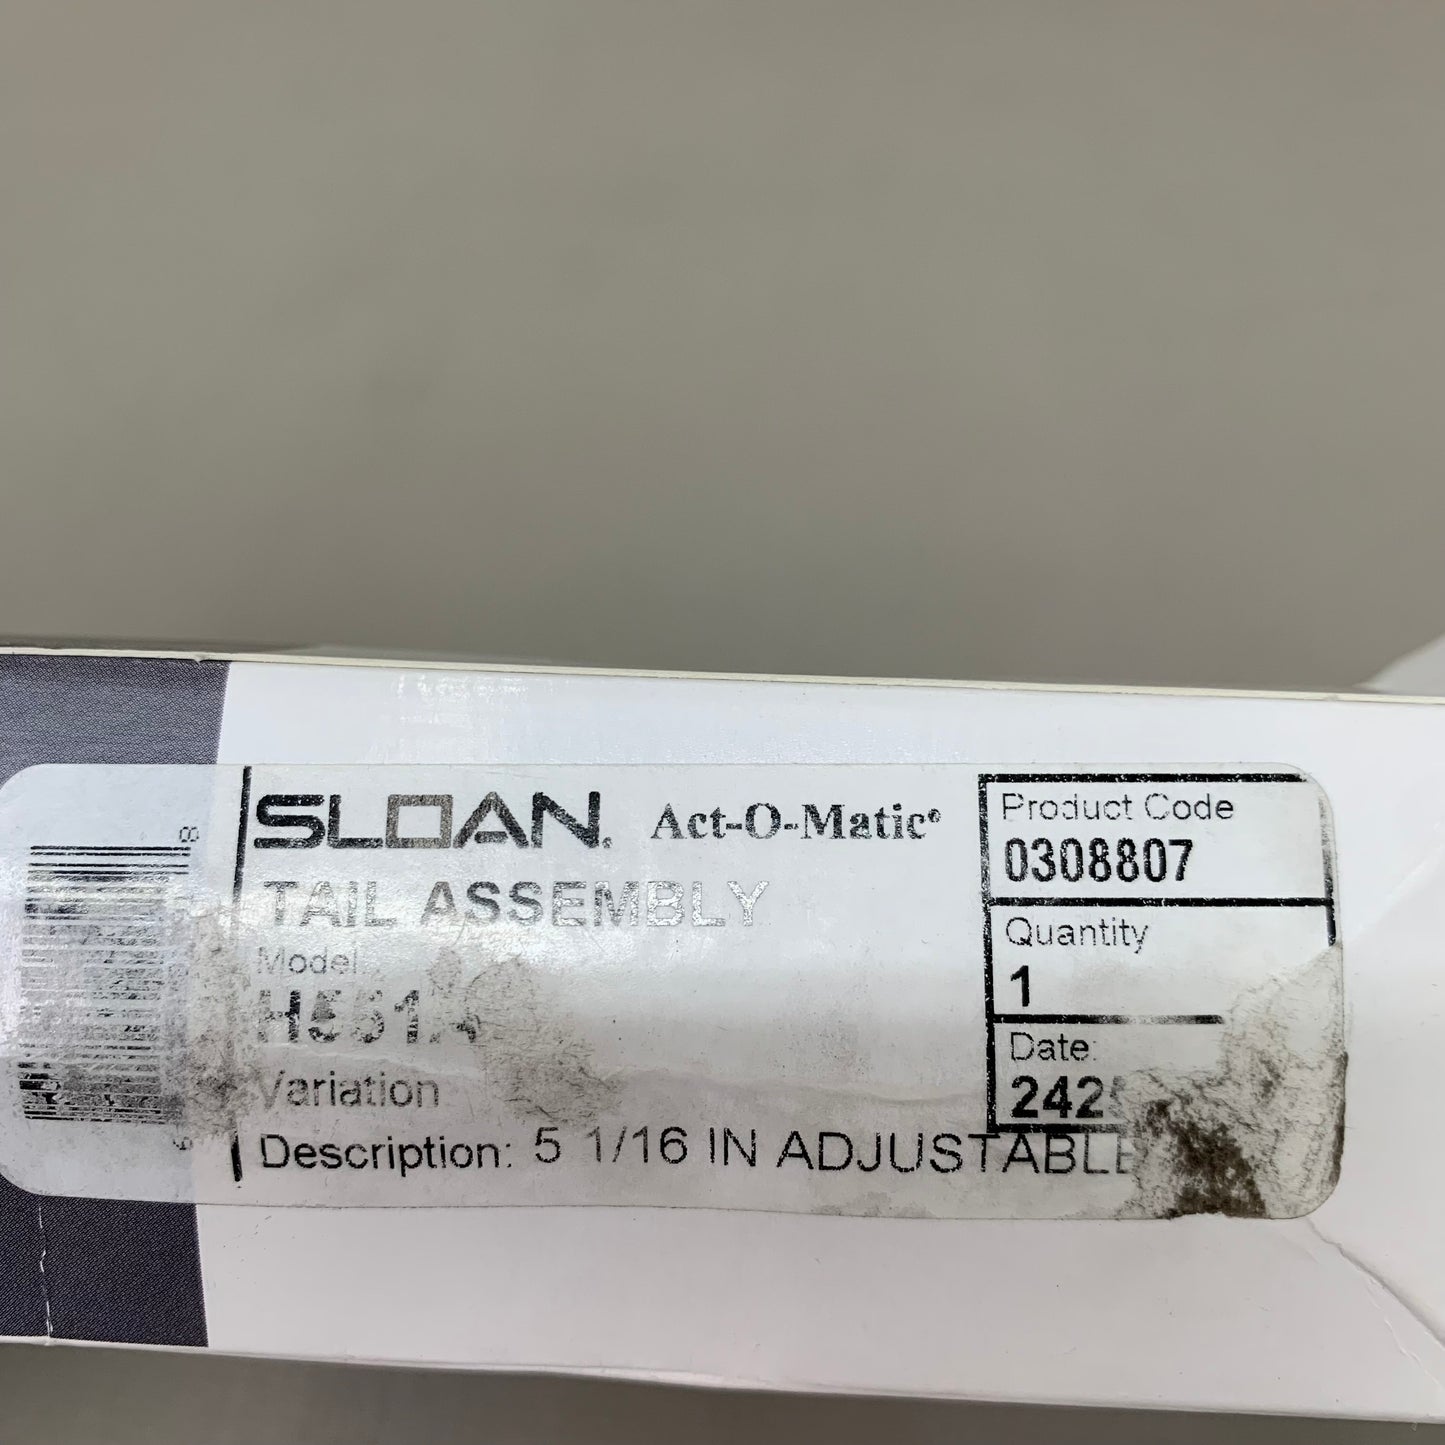 SLOAN® Act-O-Matic®
TAIL ASSEMBLY
Model
H551A
Variation
Description: 5 1/16 IN ADJUSTABLE
Product Code
0308807
Quantity
1
Date: